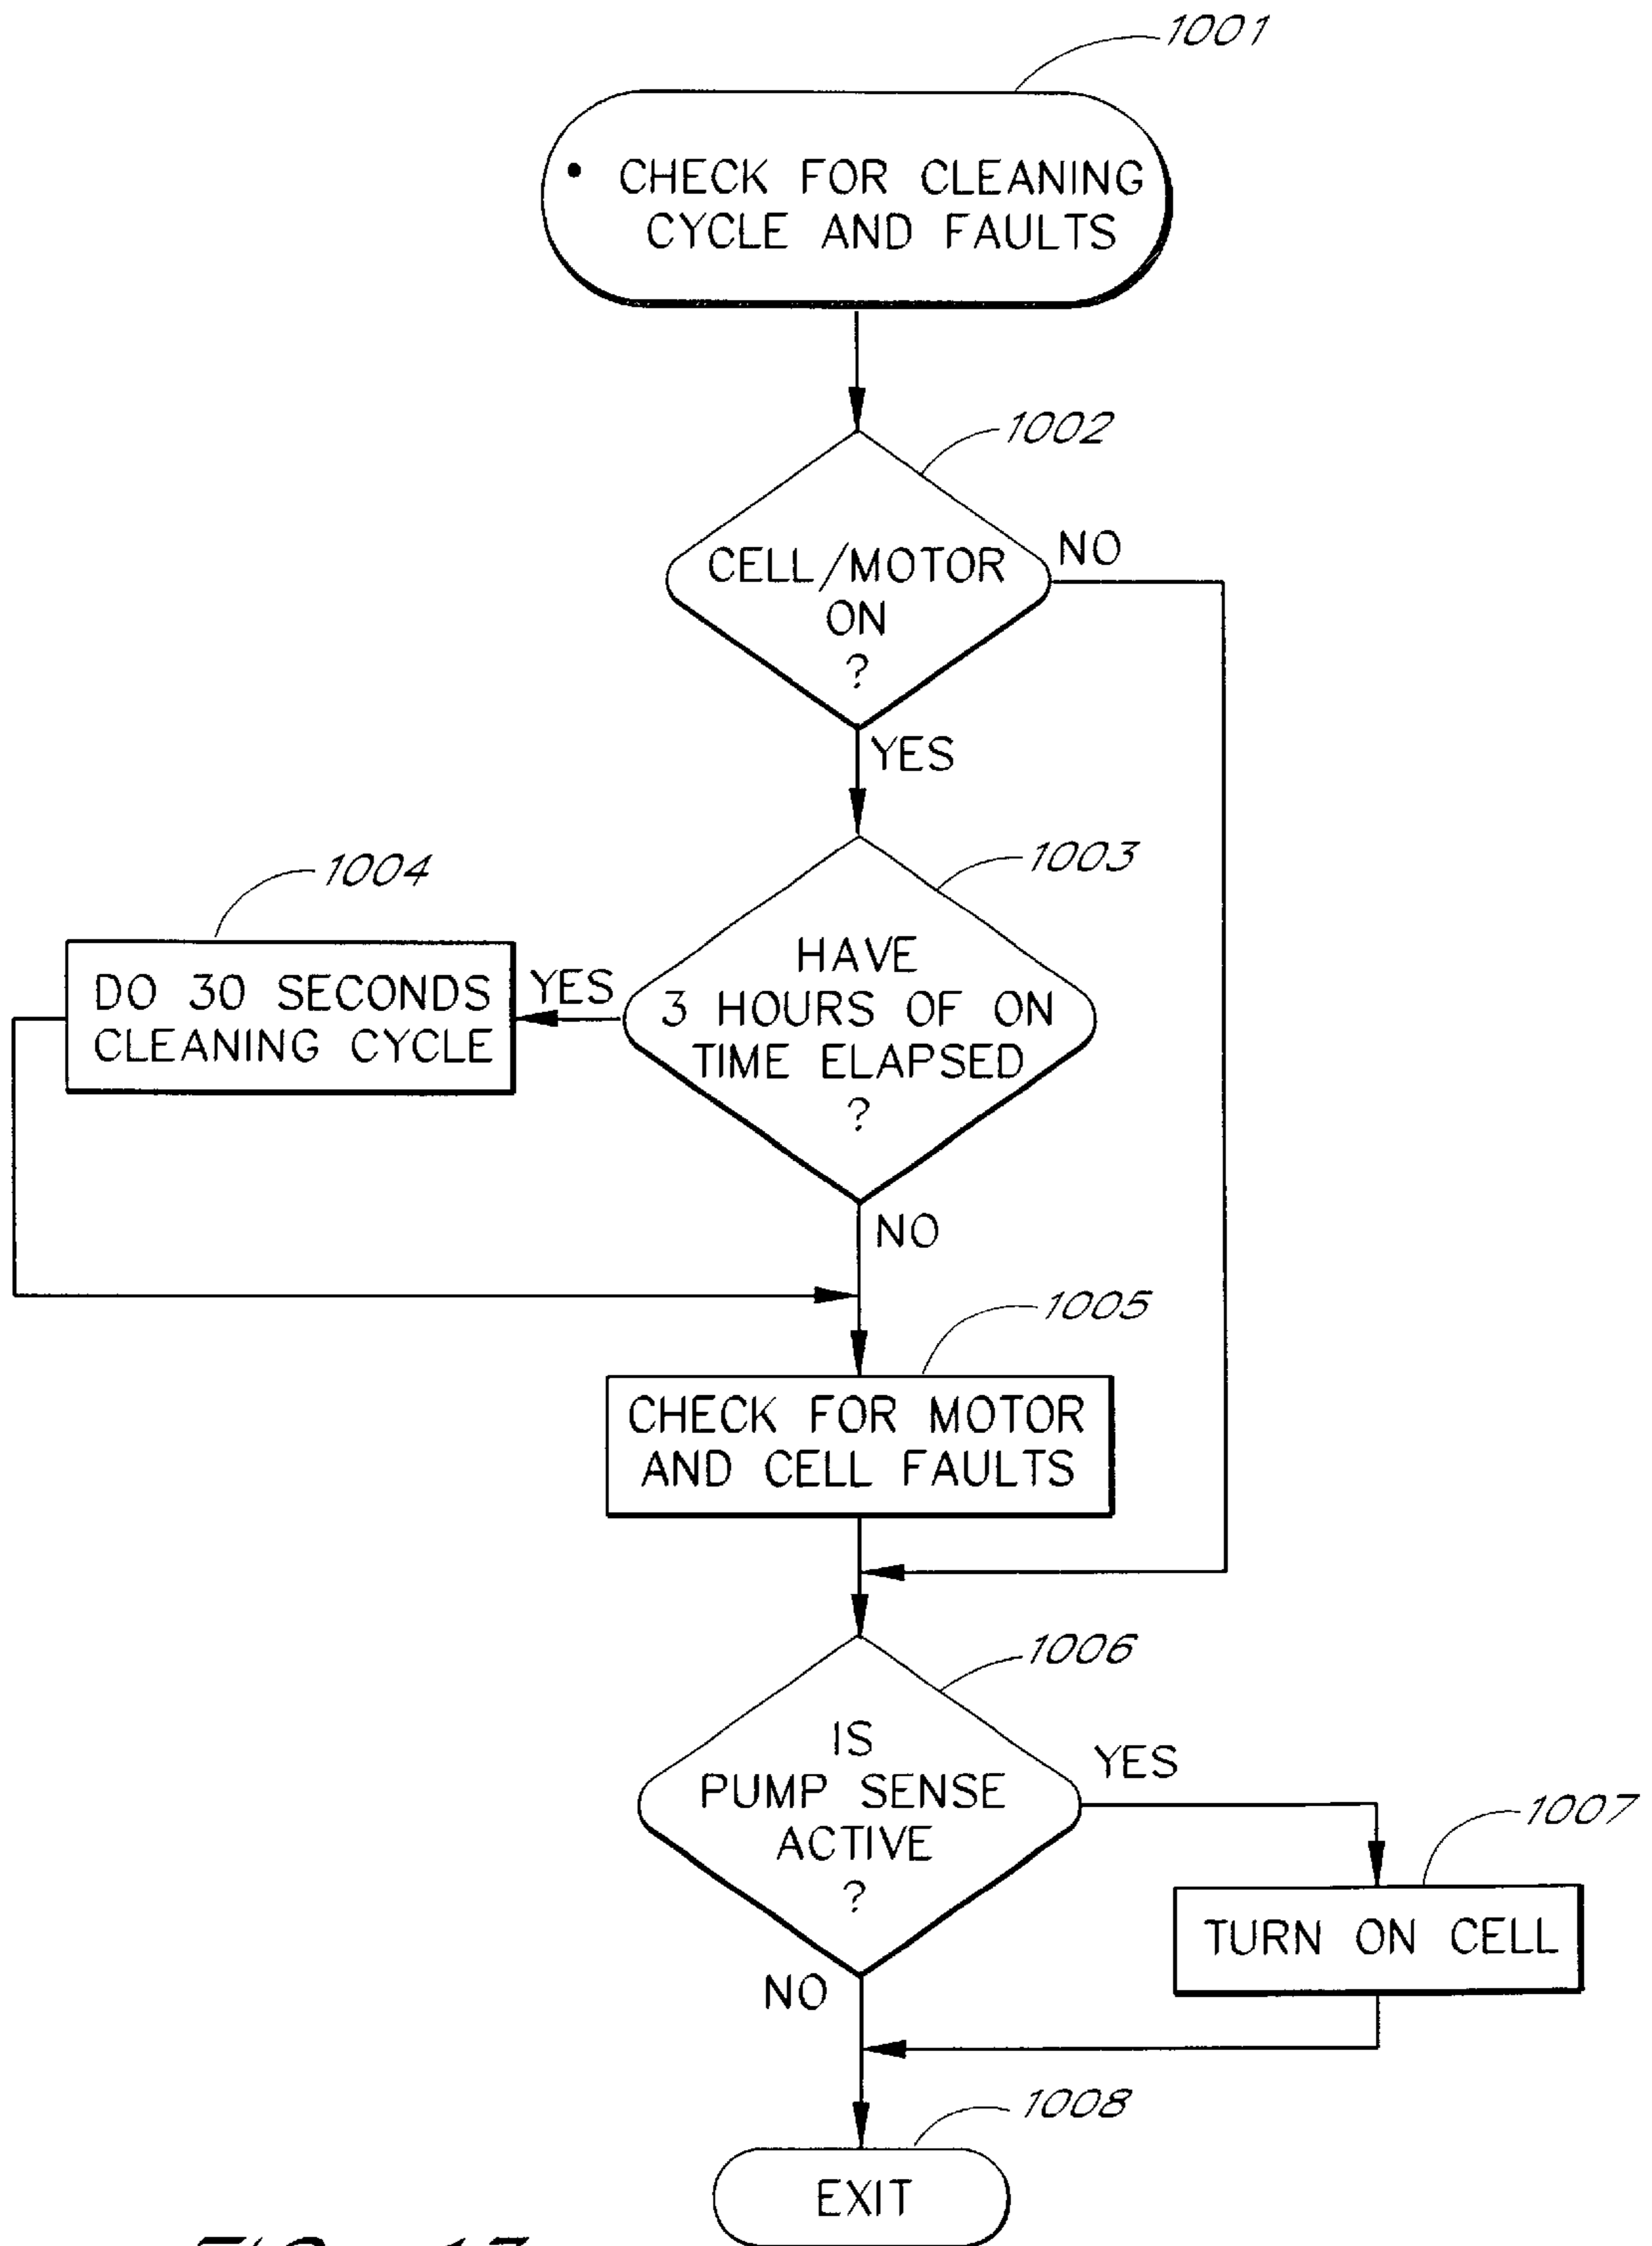 1001
• CHECK FOR CLEANING
CYCLE AND FAULTS
1002
CELL/MOTOR
ON
?
NO
YES
1003
HAVE
3 HOURS OF ON
TIME ELAPSED
?
YES
1004
DO 30 SECONDS
CLEANING CYCLE
NO
1005
CHECK FOR MOTOR
AND CELL FAULTS
1006
IS
PUMP SENSE
ACTIVE
?
YES
1007
TURN ON CELL
NO
1008
EXIT